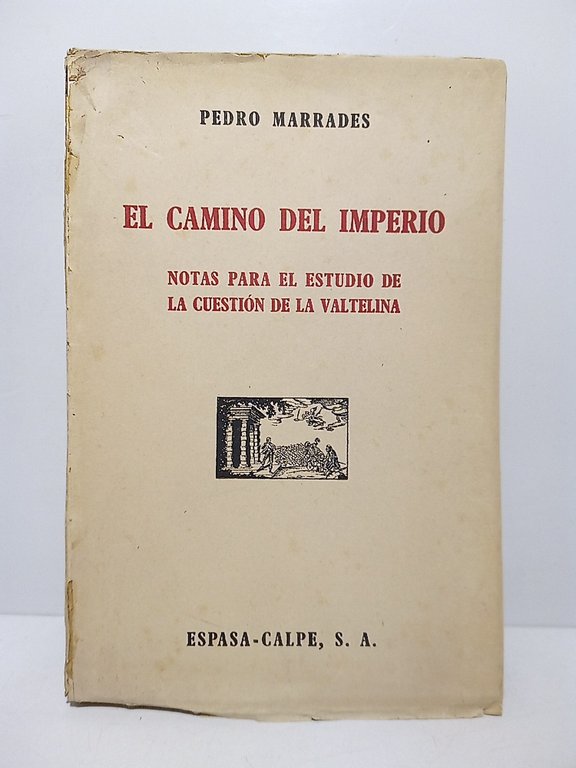 PEDRO MARRADES
EL CAMINO DEL IMPERIO
NOTAS PARA EL ESTUDIO DE
LA CUESTIÓN DE LA VALTELINA
ESPASA-CALPE, S. A.